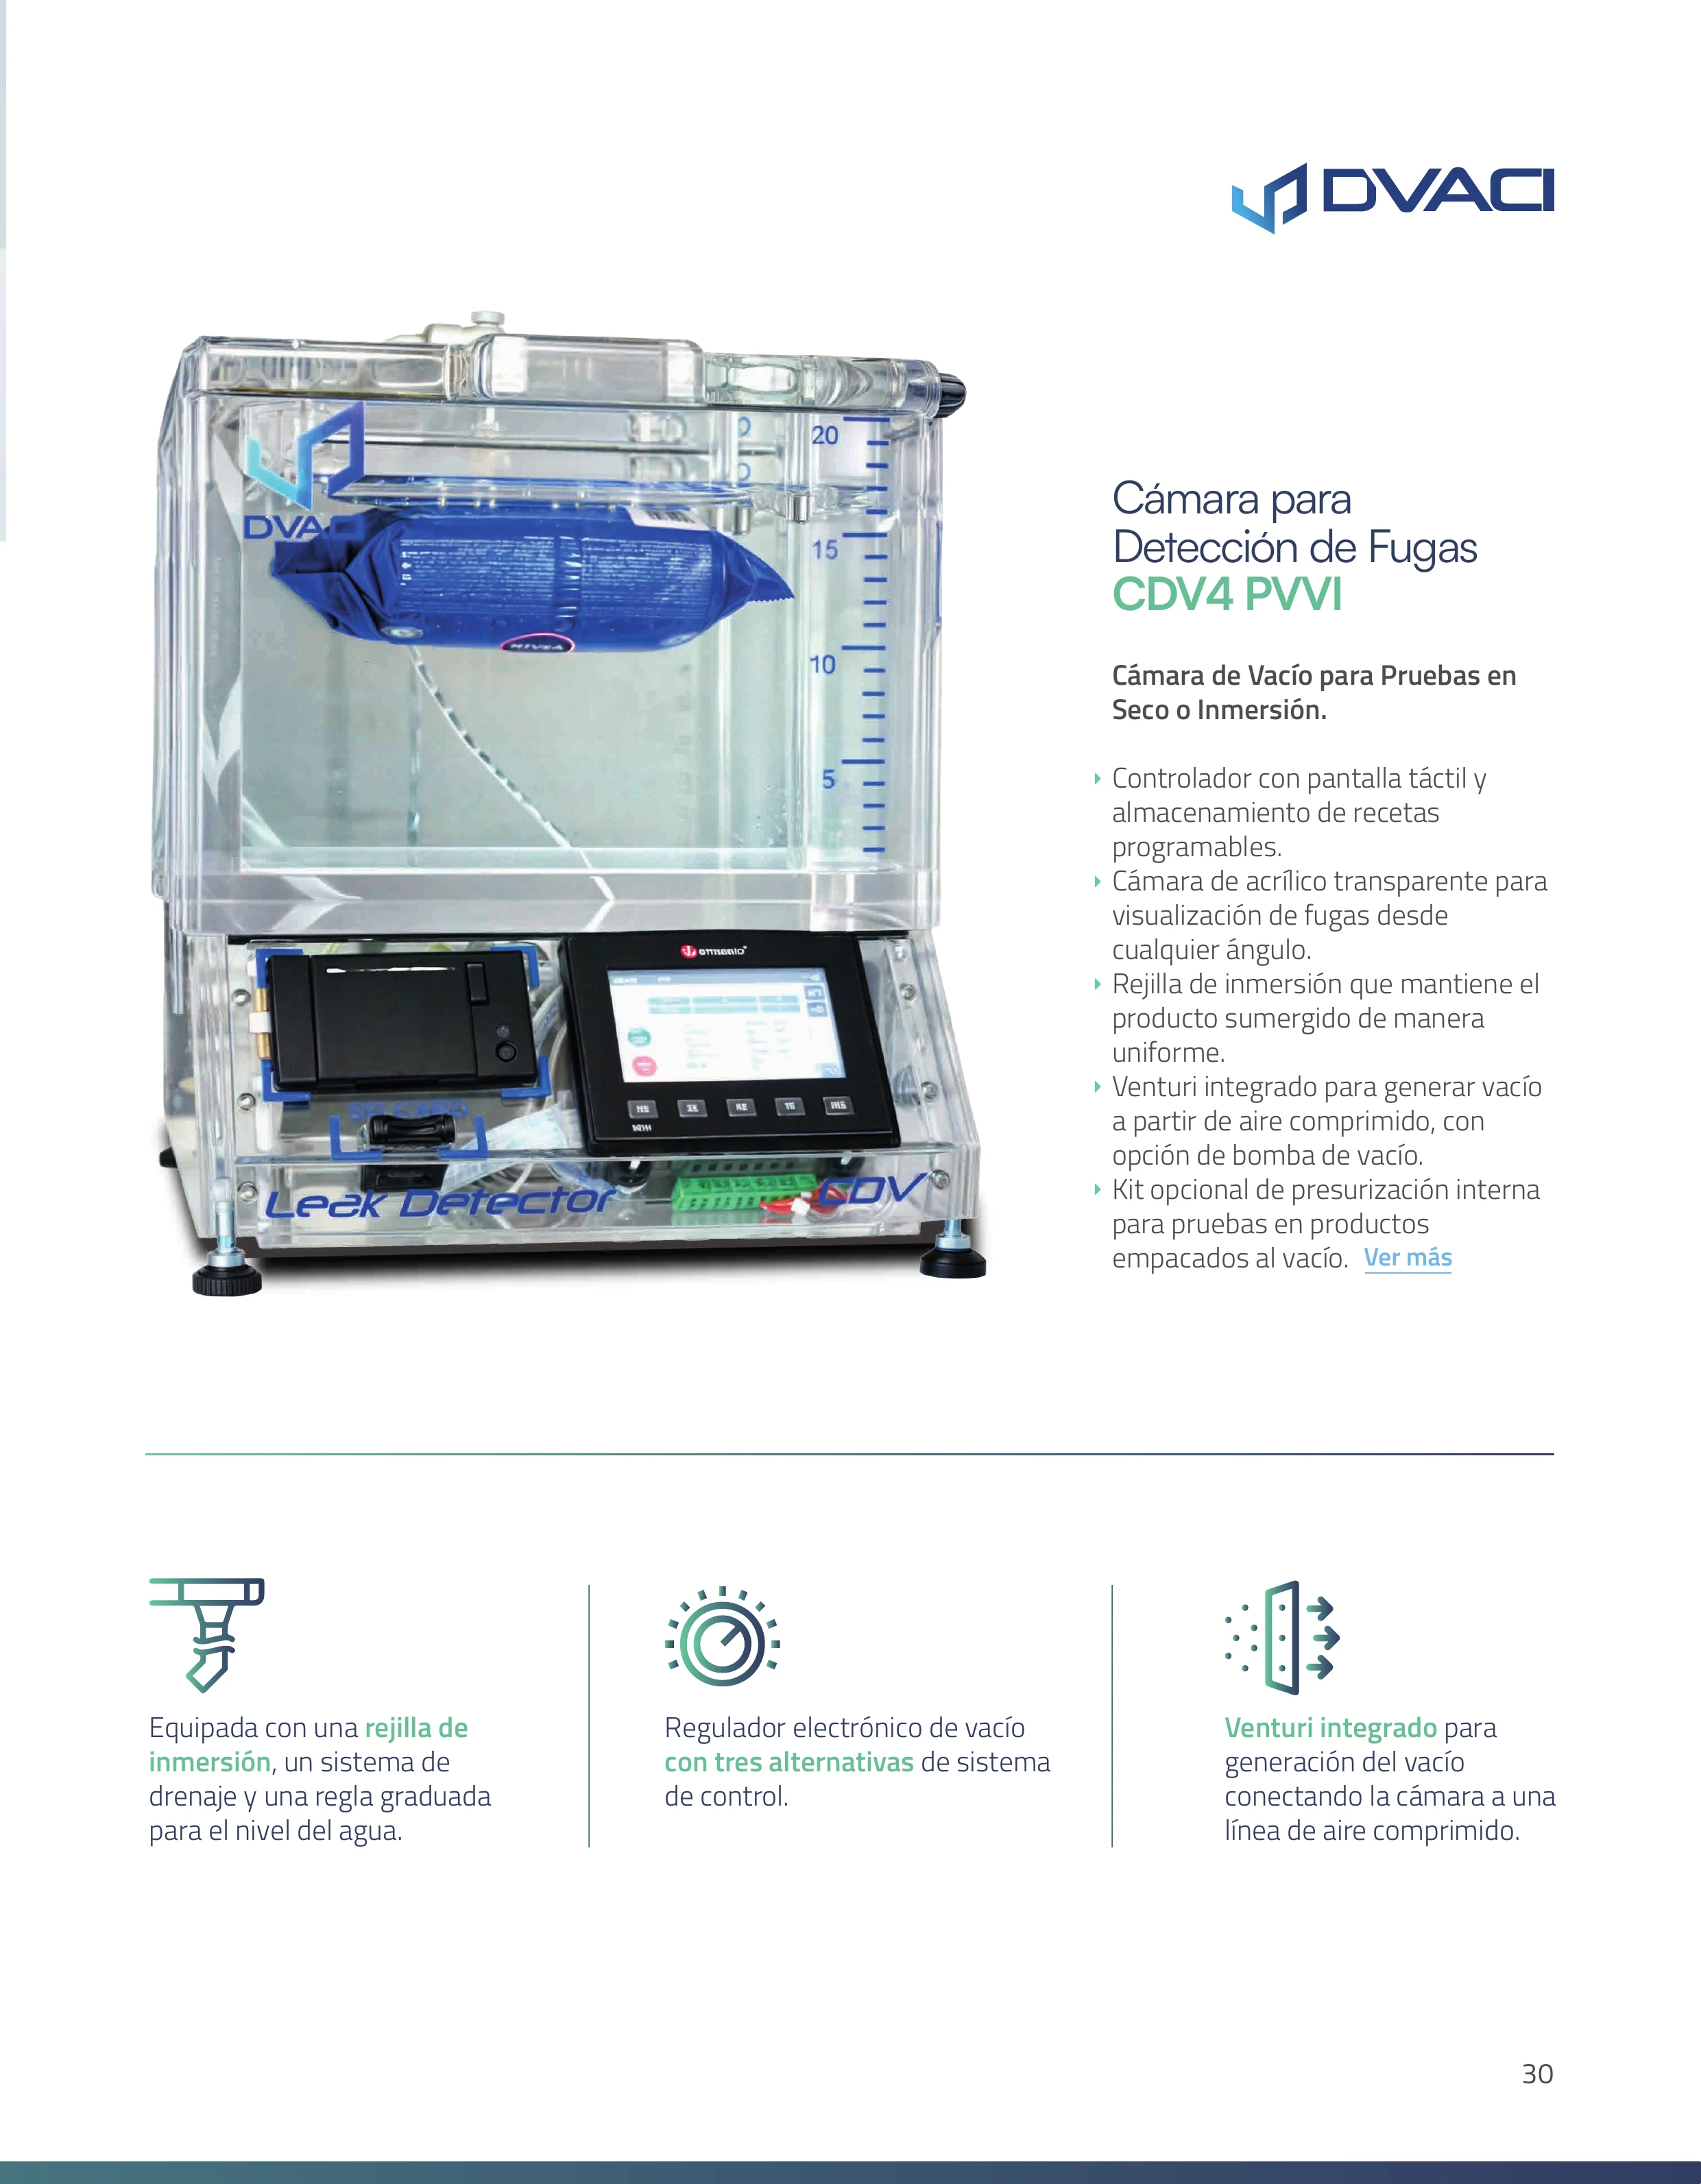 DVACI
20
DVACI
15
NIVEA
10
5
SD CARD
Leak Detector
CDV
Cámara para
Detección de Fugas
CDV4 PVVI
Cámara de Vacío para Pruebas en
Seco o Inmersión.
Controlador con pantalla táctil y
almacenamiento de recetas
programables.
Cámara de acrílico transparente para
visualización de fugas desde
cualquier ángulo.
Rejilla de inmersión que mantiene el
producto sumergido de manera
uniforme.
Venturi integrado para generar vacío
a partir de aire comprimido, con
opción de bomba de vacío.
Kit opcional de presurización interna
para pruebas en productos
empacados al vacío. Ver más
Equipada con una rejilla de
inmersión, un sistema de
drenaje y una regla graduada
para el nivel del agua.
Regulador electrónico de vacío
con tres alternativas de sistema
de control.
Venturi integrado para
generación del vacío
conectando la cámara a una
línea de aire comprimido.
30